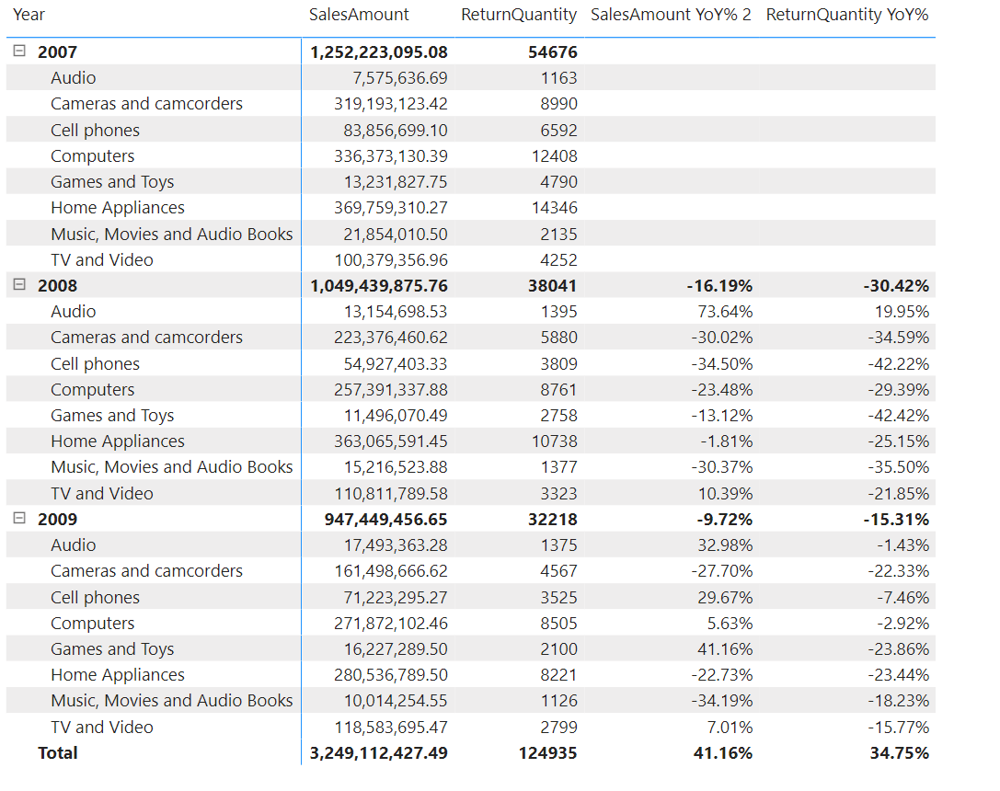 Year SalesAmount ReturnQuantity SalesAmount YoY% 2 ReturnQuantity YoY%
2007 1,252,223,095.08 54676
Audio 7,575,636.69 1163
Cameras and camcorders 319,193,123.42 8990
Cell phones 83,856,699.10 6592
Computers 336,373,130.39 12408
Games and Toys 13,231,827.75 4790
Home Appliances 369,759,310.27 14346
Music, Movies and Audio Books 21,854,010.50 2135
TV and Video 100,379,356.96 4252
2008 1,049,439,875.76 38041 -16.19% -30.42%
Audio 13,154,698.53 1395 73.64% 19.95%
Cameras and camcorders 223,376,460.62 5880 -30.02% -34.59%
Cell phones 54,927,403.33 3809 -34.50% -42.22%
Computers 257,391,337.88 8761 -23.48% -29.39%
Games and Toys 11,496,070.49 2758 -13.12% -42.42%
Home Appliances 363,065,591.45 10738 -1.81% -25.15%
Music, Movies and Audio Books 15,216,523.88 1377 -30.37% -35.50%
TV and Video 110,811,789.58 3323 10.39% -21.85%
2009 947,449,456.65 32218 -9.72% -15.31%
Audio 17,493,363.28 1375 32.98% -1.43%
Cameras and camcorders 161,498,666.62 4567 -27.70% -22.33%
Cell phones 71,223,295.27 3525 29.67% -7.46%
Computers 271,872,102.46 8505 5.63% -2.92%
Games and Toys 16,227,289.50 2100 41.16% -23.86%
Home Appliances 280,536,789.50 8221 -22.73% -23.44%
Music, Movies and Audio Books 10,014,254.55 1126 -34.19% -18.23%
TV and Video 118,583,695.47 2799 7.01% -15.77%
Total 3,249,112,427.49 124935 41.16% 34.75%